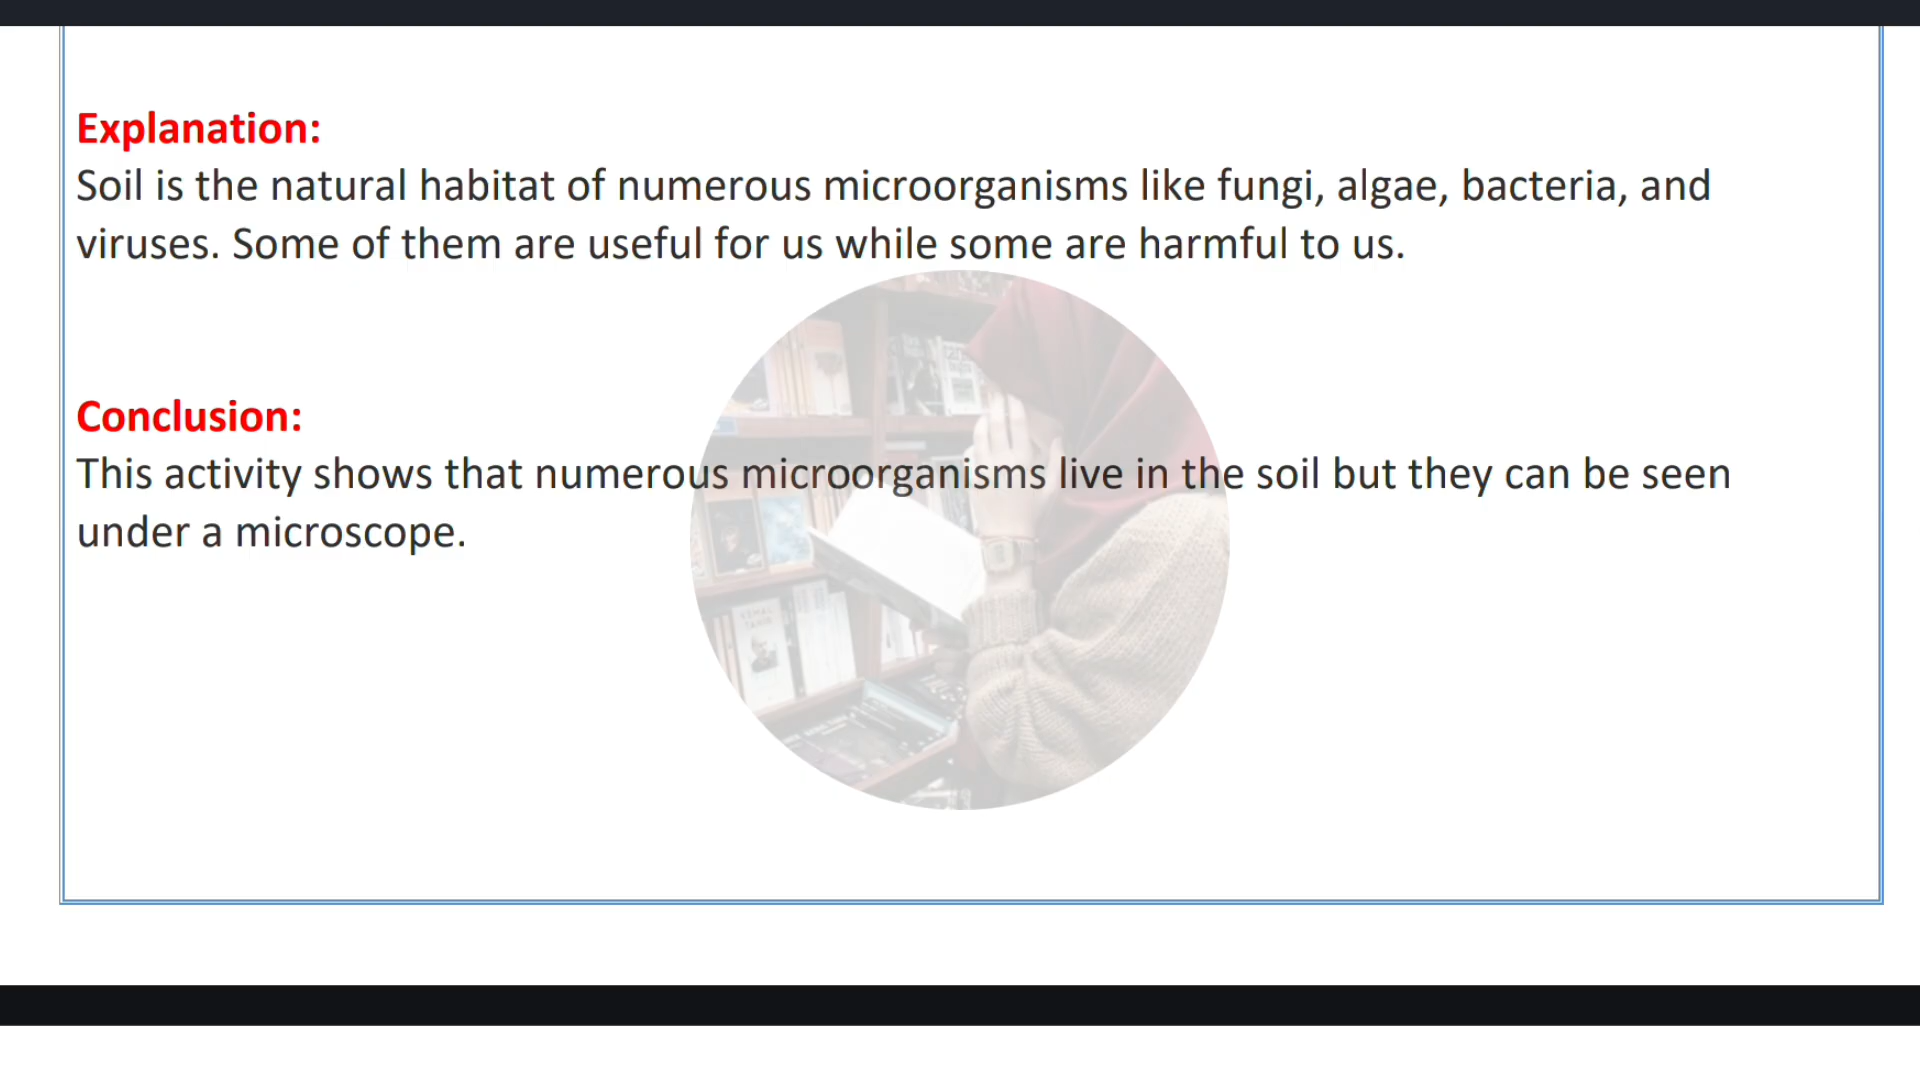 Explanation:
Soil is the natural habitat of numerous microorganisms like fungi, algae, bacteria, and
viruses. Some of them are useful for us while some are harmful to us.
Conclusion:
This activity shows that numerous microorganisms live in the soil but they can be seen
under a microscope.
KEMAL
TAHİR